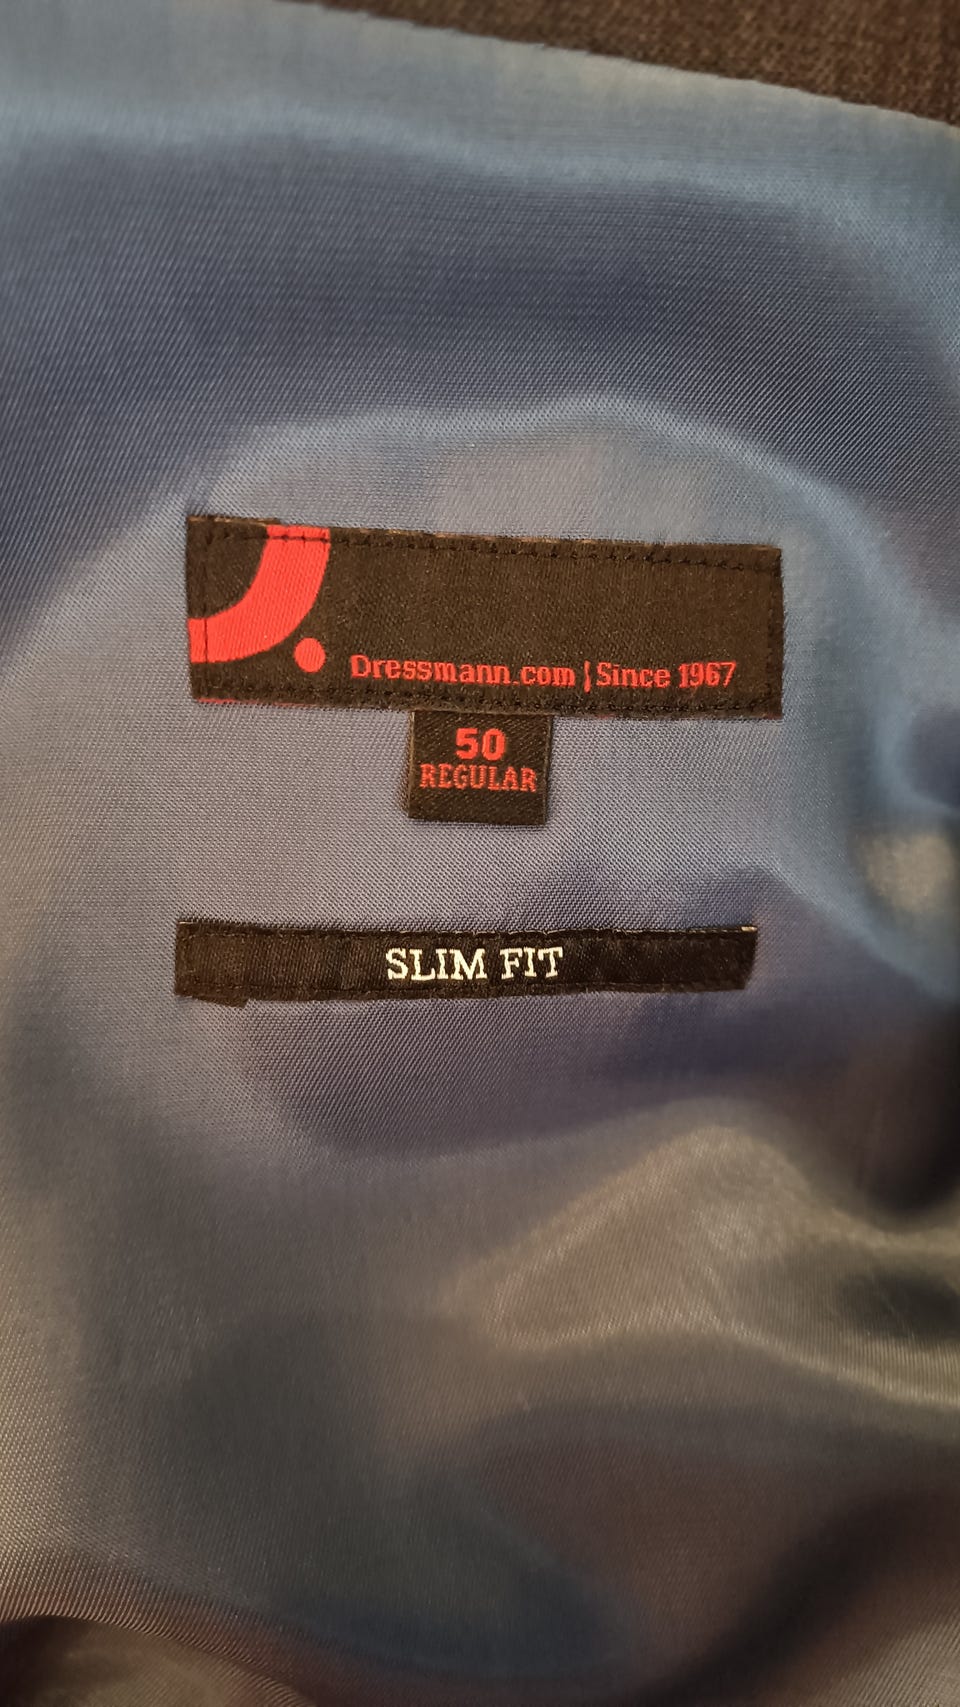 Dressmann.com | Since 1967
50
REGULAR
SLIM FIT